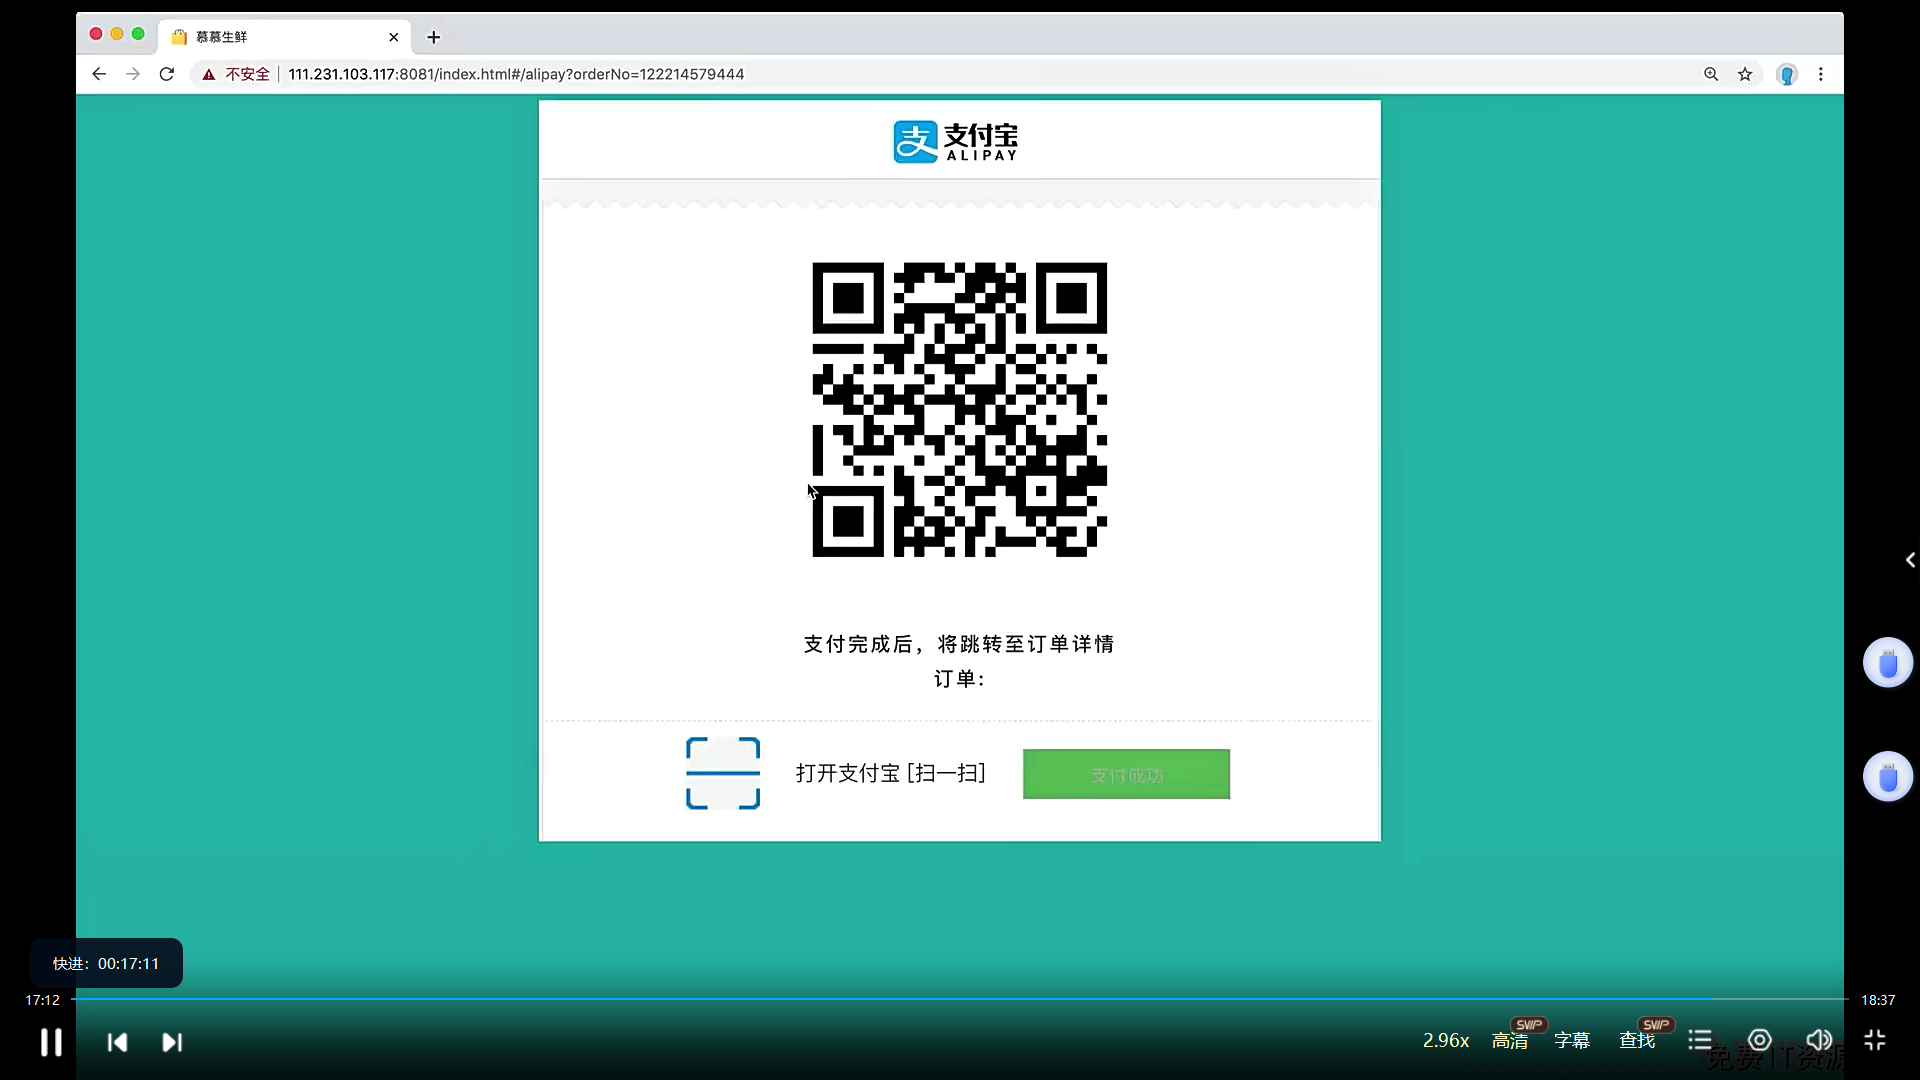 慕慕生鲜
不安全 111.231.103.117:8081/index.html#/alipay?orderNo=122214579444
支 支付宝
ALIPAY
支付完成后，将跳转至订单详情
订单:
打开支付宝 [扫一扫] 支付成功
快进：00:17:11
17:12 18:37
SVIP SVIP
2.96x 高清 字幕 查找
免费IT资源